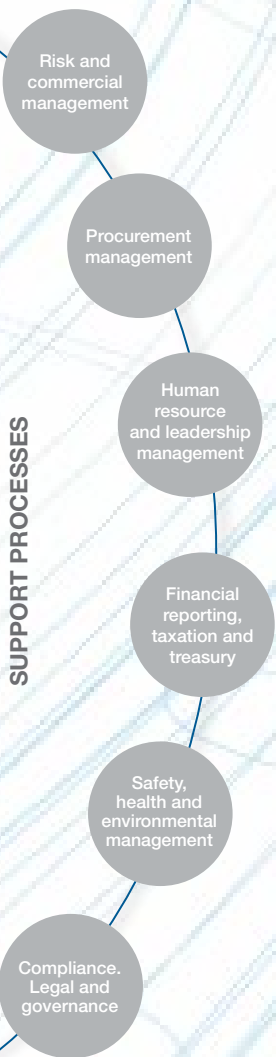 Risk and
commercial
management
Procurement
management
Human
resource
and leadership
management
SUPPORT PROCESSES
Financial
reporting,
taxation and
treasury
Safety,
health and
environmental
management
Compliance.
Legal and
governance